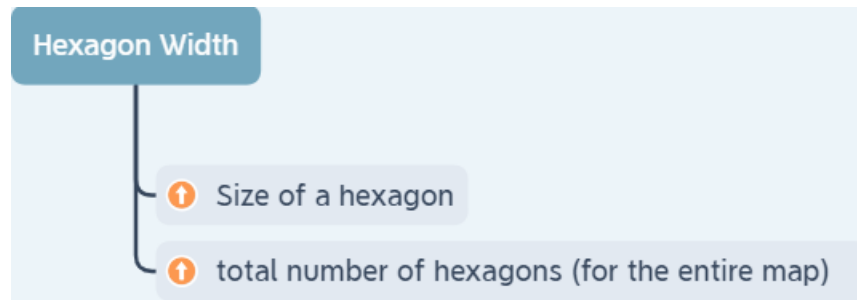 Hexagon Width
Size of a hexagon
total number of hexagons (for the entire map)